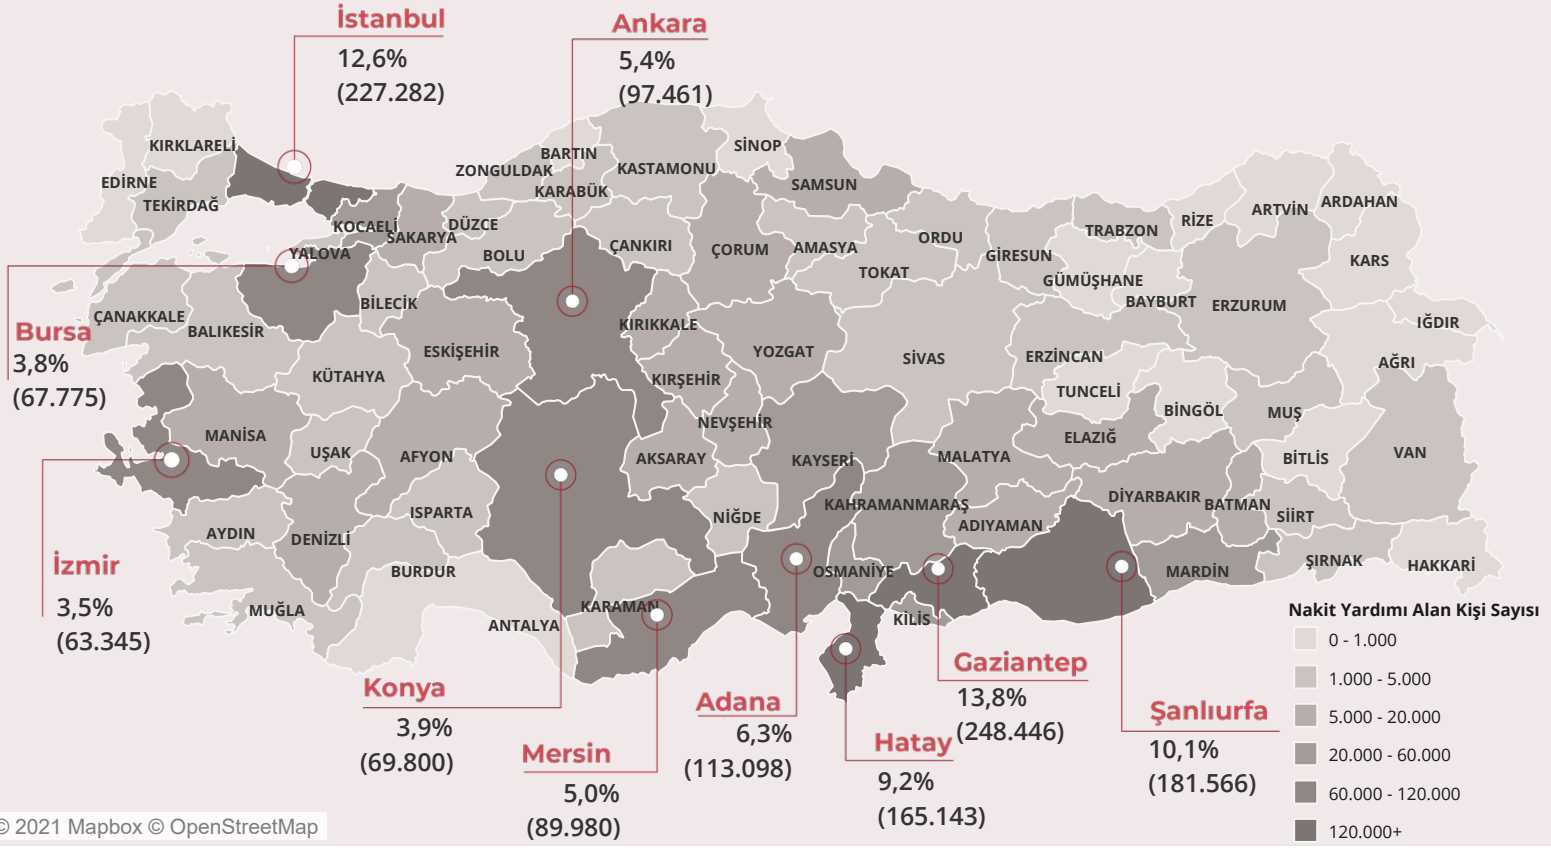 İstanbul
12,6%
(227.282)
Ankara
5,4%
(97.461)
KIRKLARELİ
EDİRNE
TEKİRDAĞ
KOCAELİ
YALOVA
SAKARYA
DÜZCE
ZONGULDAK
BARTIN
KARABÜK
KASTAMONU
SİNOP
SAMSUN
BOLU
ÇANKIRI
ÇORUM
AMASYA
TOKAT
ORDU
GİRESUN
TRABZON
RİZE
ARTVİN
ARDAHAN
KARS
GÜMÜŞHANE
BAYBURT
ERZURUM
IĞDIR
AĞRI
Bursa
3,8%
(67.775)
ÇANAKKALE
BALIKESİR
BİLECİK
KÜTAHYA
ESKİŞEHİR
KIRIKKALE
KIRŞEHİR
YOZGAT
SİVAS
ERZİNCAN
TUNCELİ
BİNGÖL
MUŞ
BİTLİS
VAN
MANİSA
UŞAK
AFYON
ISPARTA
AKSARAY
NEVŞEHİR
NİĞDE
KAYSERİ
MALATYA
ELAZIĞ
KAHRAMANMARAŞ
ADIYAMAN
DİYARBAKIR
BATMAN
SİİRT
ŞIRNAK
HAKKARİ
MARDİN
AYDIN
DENİZLİ
BURDUR
MUĞLA
ANTALYA
KARAMAN
OSMANİYE
KİLİS
İzmir
3,5%
(63.345)
Konya
3,9%
(69.800)
Mersin
5,0%
(89.980)
Adana
6,3%
(113.098)
Hatay
9,2%
(165.143)
Gaziantep
13,8%
(248.446)
Şanlıurfa
10,1%
(181.566)
Nakit Yardımı Alan Kişi Sayısı
0 - 1.000
1.000 - 5.000
5.000 - 20.000
20.000 - 60.000
60.000 - 120.000
120.000+
© 2021 Mapbox © OpenStreetMap